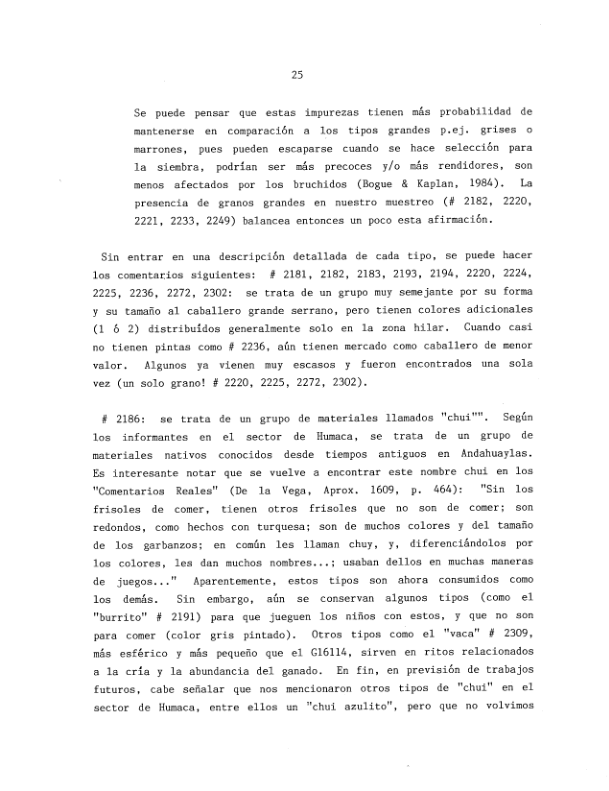 25
Se puede pensar que estas impurezas tienen más probabilidad de
mantenerse en comparación a los tipos grandes p.ej. grises o
marrones, pues pueden escaparse cuando se hace selección para
la siembra, podrían ser más precoces y/o más rendidores, son
menos afectados por los bruchidos (Bogue & Kaplan, 1984). La
presencia de granos grandes en nuestro muestreo (# 2182, 2220,
2221, 2233, 2249) balancea entonces un poco esta afirmación.
Sin entrar en una descripción detallada de cada tipo, se puede hacer
los comentarios siguientes: # 2181, 2182, 2183, 2193, 2194, 2220, 2224,
2225, 2236, 2272, 2302: se trata de un grupo muy semejante por su forma
y su tamaño al caballero grande serrano, pero tienen colores adicionales
(1 ó 2) distribuídos generalmente solo en la zona hilar. Cuando casi
no tienen pintas como # 2236, aún tienen mercado como caballero de menor
valor. Algunos ya vienen muy escasos y fueron encontrados una sola
vez (un solo grano! # 2220, 2225, 2272, 2302).
# 2186: se trata de un grupo de materiales llamados "chui"". Según
los informantes en el sector de Humaca, se trata de un grupo de
materiales nativos conocidos desde tiempos antiguos en Andahuaylas.
Es interesante notar que se vuelve a encontrar este nombre chui en los
"Comentarios Reales" (De la Vega, Aprox. 1609, p. 464): "Sin los
frisoles de comer, tienen otros frisoles que no son de comer; son
redondos, como hechos con turquesa; son de muchos colores y del tamaño
de los garbanzos; en común les llaman chuy, y, diferenciándolos por
los colores, les dan muchos nombres...; usaban dellos en muchas maneras
de juegos..." Aparentemente, estos tipos son ahora consumidos como
los demás. Sin embargo, aún se conservan algunos tipos (como el
"burrito" # 2191) para que jueguen los niños con estos, y que no son
para comer (color gris pintado). Otros tipos como el "vaca" # 2309,
más esférico y más pequeño que el G16114, sirven en ritos relacionados
a la cría y la abundancia del ganado. En fin, en previsión de trabajos
futuros, cabe señalar que nos mencionaron otros tipos de "chui" en el
sector de Humaca, entre ellos un "chui azulito", pero que no volvimos